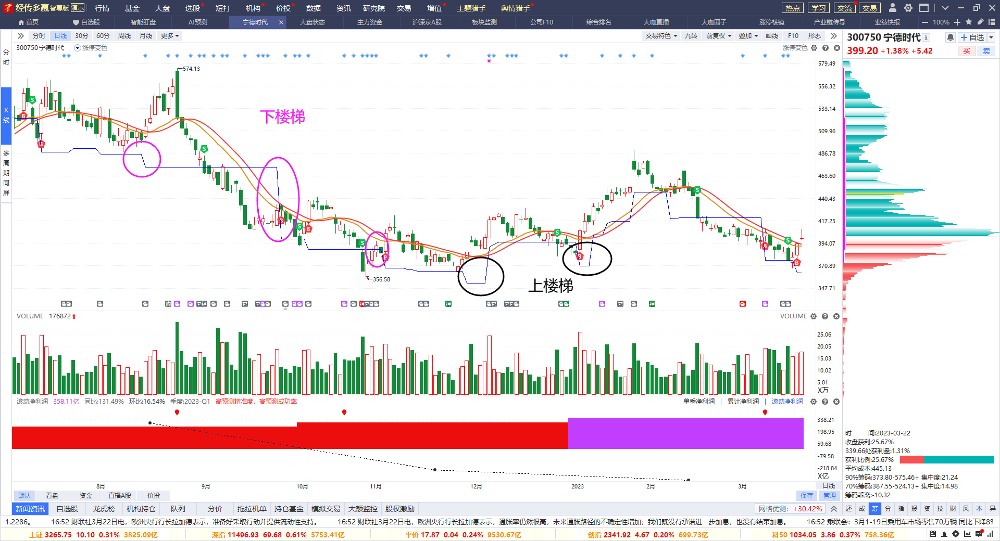 经传多赢 智尊版 演示 行情 基金 大盘 选股 短打 机构 价投 数据 资讯 研究院 交易 增值 主题猎手 舆情猎手 热点 学习 交流 交易
首页 自选股 智能盯盘 AI预测 宁德时代 × 大盘状态 主力资金 沪深京A股 板块监测 公司F10 综合排名 大咖直播 大咖圈子 涨停棱镜 产业链传导 业绩快报 100%
分时 日线 30分 60分 周线 月线 更多 交易特色 九转 前复权 叠加 画线 F10 形态
300750 宁德时代 自选
399.20 +1.38% +5.42 买 卖
300750 宁德时代 涨停变色 涨停变色
分时
K线
多周期同屏
574.13
下楼梯
356.58
上楼梯
579.49
556.32
533.14
509.96
486.78
463.60
440.43
417.25
394.07
370.89
347.71
VOLUME 176872 VOLUME
25.06
20.05
15.03
10.02
5.01
X万
滚动净利润 358.11亿 同比:131.49% 环比:16.54% 季度:2023-Q1 高预测精准度，高预测成功率 单季净利润 | 累计净利润 | 滚动净利润
338.21
198.95
59.68
-79.58
-218.84
X亿
8月 9月 10月 11月 12月 2023 2月 3月 日线
时 间:2023-03-22
收盘获利:25.67%
339.66处获利盘:1.31%
获利比例:25.67%
平均成本:445.13
90%筹码:373.80-575.46+ 集中度:21.24
70%筹码:387.55-524.13+ 集中度:14.98
筹码乖离:-10.32
默认 看盘 资金 直播A股 价投 保存 管理
新闻资讯 自选股 龙虎榜 机构持仓 队列 分价 拖拉机单 持仓基金 模拟交易 大额监控 股权激励 网格优测: +30.42% 还 成 筹 分 指 报 资 技 财 风 本 异
1.2286。 16:52 财联社3月22日电，欧洲央行行长拉加德表示，准备好采取行动并提供流动性支持。 16:52 财联社3月22日电，欧洲央行行长拉加德表示，通胀率仍然很高，未来通胀路径的不确定性增加；我们既没有承诺进一步加息，也没有结束加息。 16:52 乘联会：3月1-19日乘用车市场零售70万辆 同比下降8%
上证 3265.75 10.10 0.31% 3825.09亿 深指 11496.93 69.68 0.61% 5753.41亿 平价 17.87 0.04 0.24% 9530.67亿 创指 2341.92 4.67 0.20% 699.73亿 科50 1034.05 3.86 0.37% 758.36亿